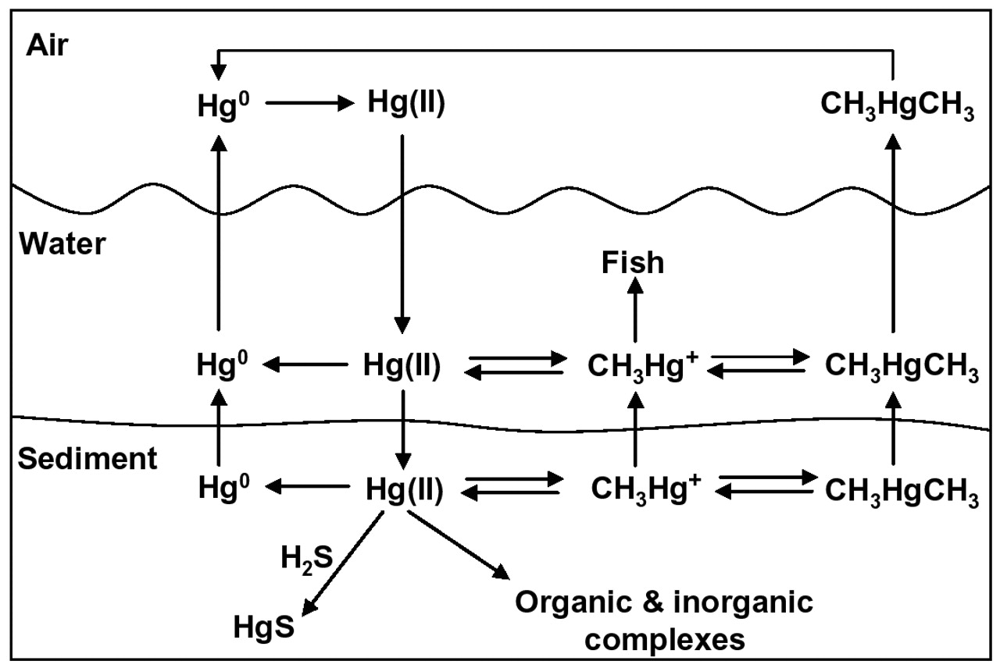 Air
Hg⁰ Hg(II) CH₃HgCH₃
Water
Fish
Hg⁰ Hg(II) CH₃Hg⁺ CH₃HgCH₃
Sediment
Hg⁰ Hg(II) CH₃Hg⁺ CH₃HgCH₃
H₂S
HgS
Organic & inorganic
complexes